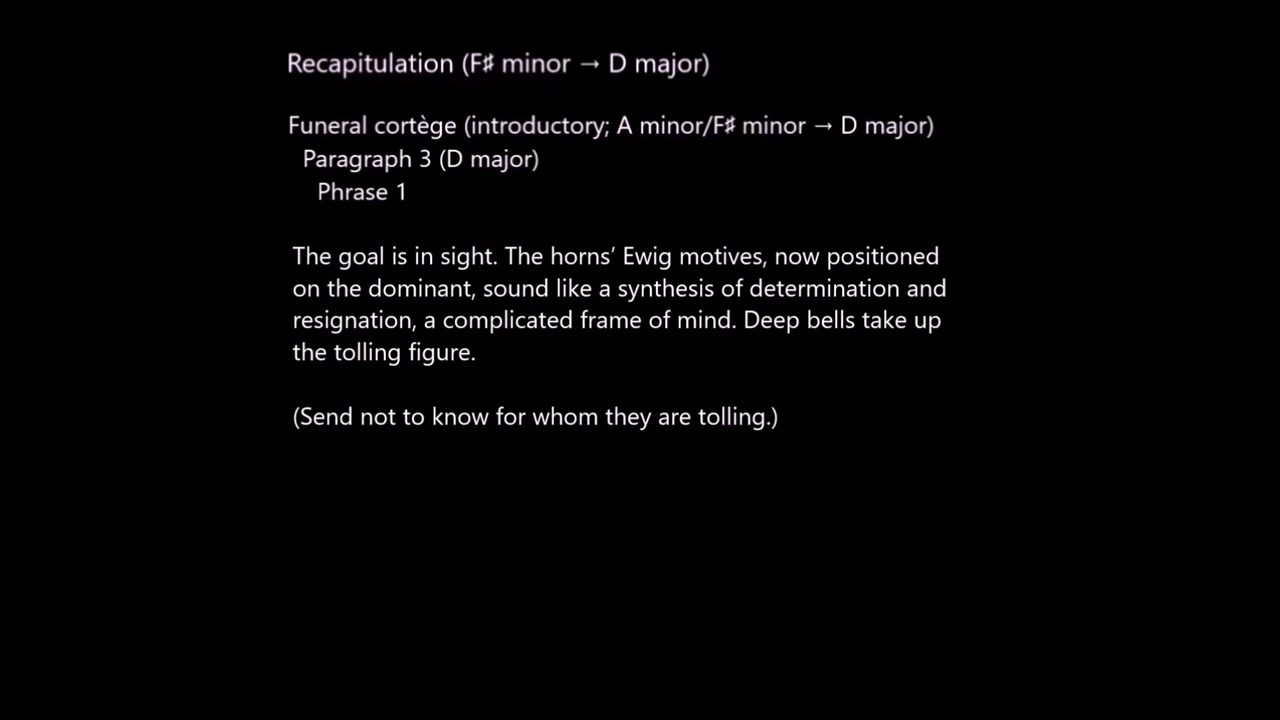 Recapitulation (F♯ minor → D major)
Funeral cortège (introductory; A minor/F♯ minor → D major)
Paragraph 3 (D major)
Phrase 1
The goal is in sight. The horns’ Ewig motives, now positioned
on the dominant, sound like a synthesis of determination and
resignation, a complicated frame of mind. Deep bells take up
the tolling figure.
(Send not to know for whom they are tolling.)